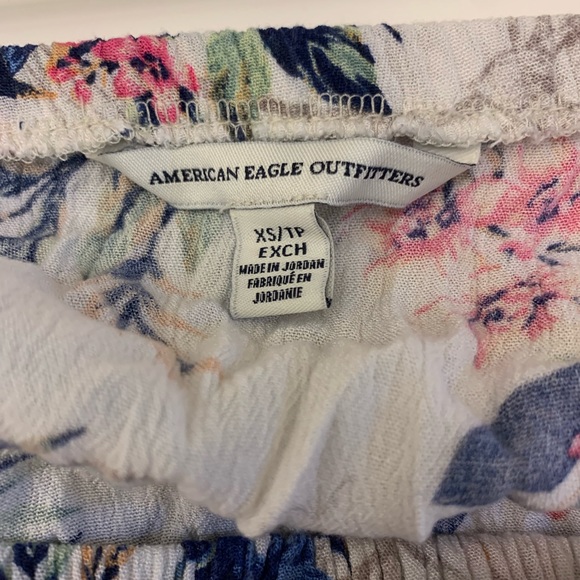 AMERICAN EAGLE OUTFITTERS
XS/TP
EXCH
MADE IN JORDAN
FABRIQUÉ EN
JORDANIE